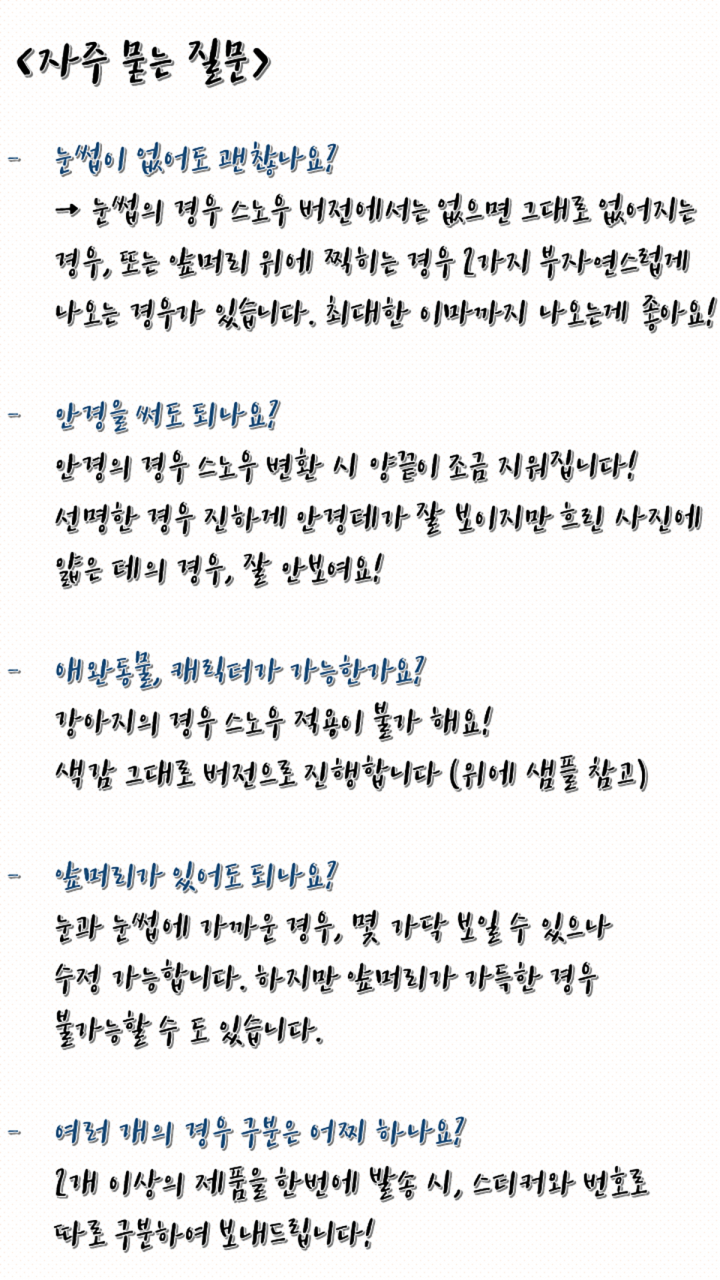 <자주 묻는 질문>
- 눈썹이 없어도 괜찮나요?
→ 눈썹의 경우 스노우 버전에서는 없으면 그대로 없어지는
경우, 또는 앞머리 위에 찍히는 경우 2가지 부자연스럽게
나오는 경우가 있습니다. 최대한 이마까지 나오는게 좋아요!
- 안경을 써도 되나요?
안경의 경우 스노우 변환 시 양끝이 조금 지워집니다!
선명한 경우 진하게 안경테가 잘 보이지만 흐린 사진에
얇은 테의 경우, 잘 안보여요!
- 애완동물, 캐릭터가 가능한가요?
강아지의 경우 스노우 적용이 불가 해요!
색감 그대로 버전으로 진행합니다 (위에 샘플 참고)
- 앞머리가 있어도 되나요?
눈과 눈썹에 가까운 경우, 몇 가닥 보일 수 있으나
수정 가능합니다. 하지만 앞머리가 가득한 경우
불가능할 수 도 있습니다.
- 여러 개의 경우 구분은 어찌 하나요?
2개 이상의 제품을 한번에 발송 시, 스티커와 번호로
따로 구분하여 보내드립니다!